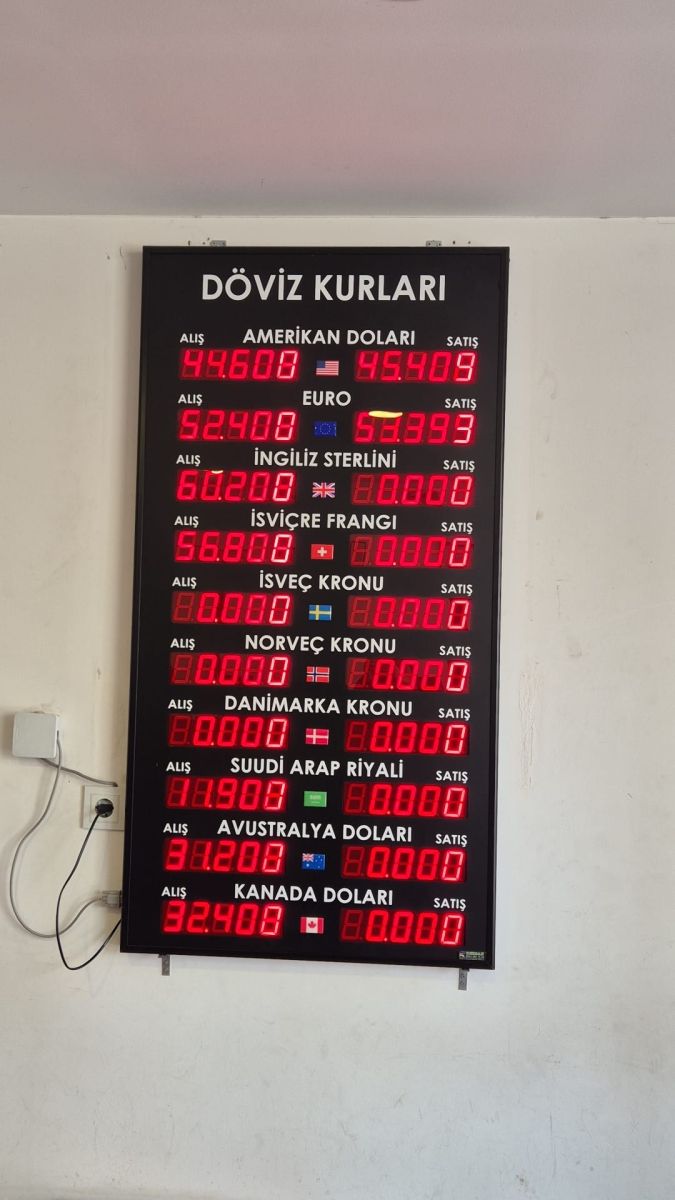 DÖVİZ KURLARI
ALIŞ AMERİKAN DOLARI SATIŞ
44.600 45.409
ALIŞ EURO SATIŞ
52.400 53.393
ALIŞ İNGİLİZ STERLİNİ SATIŞ
60.200 0.000
ALIŞ İSVİÇRE FRANGI SATIŞ
56.800 0.000
ALIŞ İSVEÇ KRONU SATIŞ
0.000 0.000
ALIŞ NORVEÇ KRONU SATIŞ
0.000 0.000
ALIŞ DANİMARKA KRONU SATIŞ
0.000 0.000
ALIŞ SUUDİ ARAP RİYALİ SATIŞ
11.900 0.000
ALIŞ AVUSTRALYA DOLARI SATIŞ
31.200 0.000
ALIŞ KANADA DOLARI SATIŞ
32.400 0.000